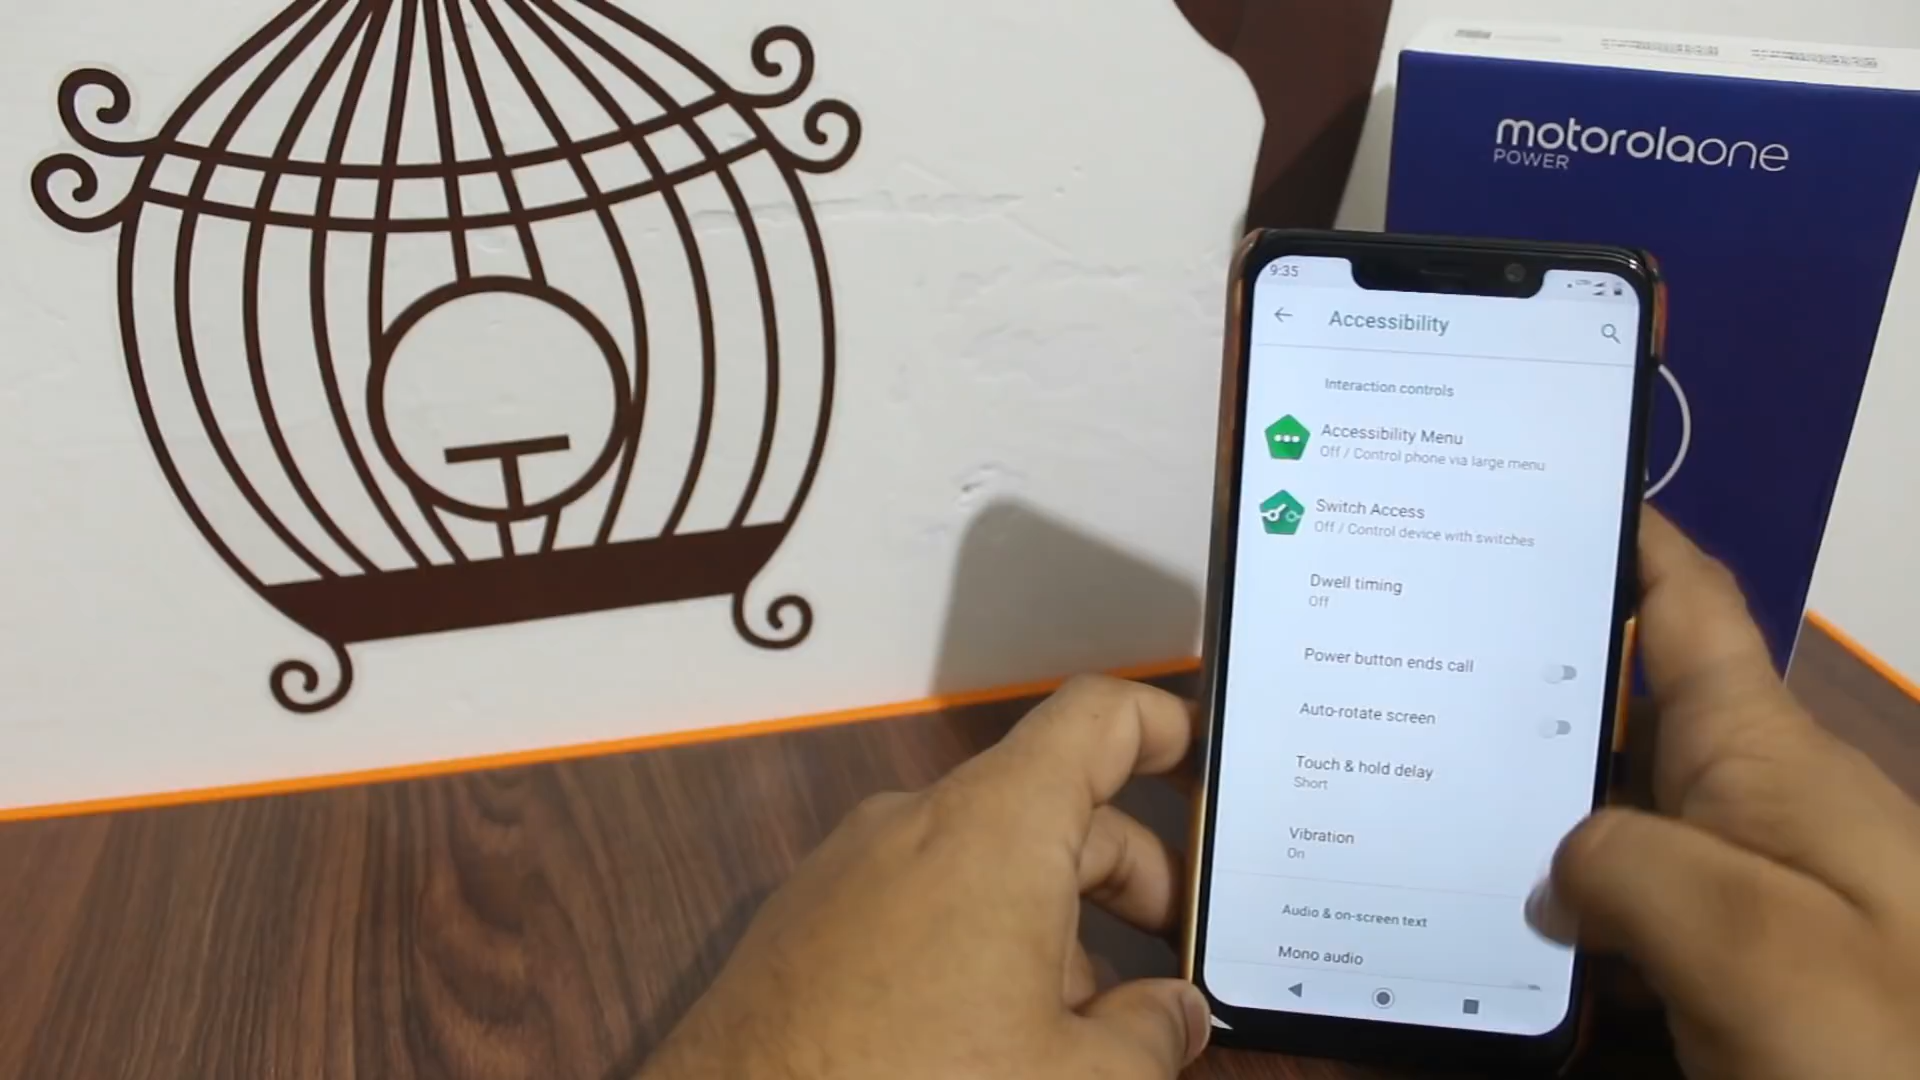 motorolaone
POWER
9:35
Accessibility
Interaction controls
Accessibility Menu
Off / Control phone via large menu
Switch Access
Off / Control device with switches
Dwell timing
Off
Power button ends call
Auto-rotate screen
Touch & hold delay
Short
Vibration
On
Audio & on-screen text
Mono audio